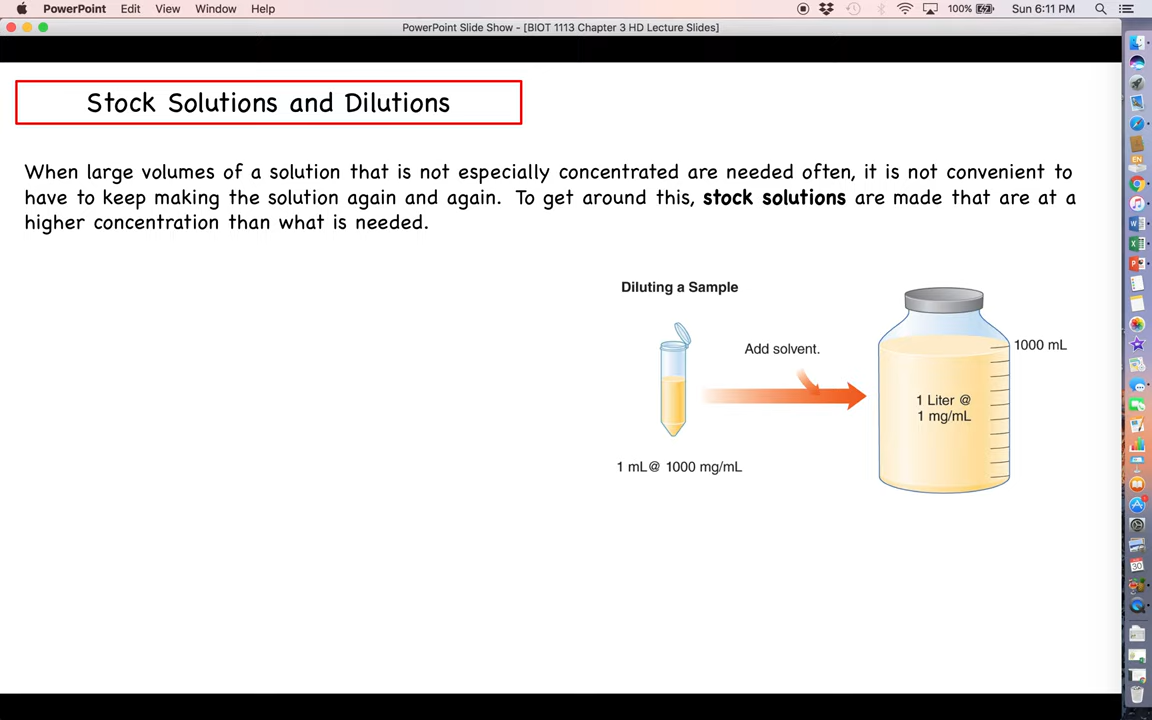 PowerPoint Edit View Window Help 100% Sun 6:11 PM
PowerPoint Slide Show - [BIOT 1113 Chapter 3 HD Lecture Slides]
Stock Solutions and Dilutions
When large volumes of a solution that is not especially concentrated are needed often, it is not convenient to
have to keep making the solution again and again. To get around this, stock solutions are made that are at a
higher concentration than what is needed.
Diluting a Sample
Add solvent.
1000 mL
1 Liter @
1 mg/mL
1 mL@ 1000 mg/mL
EN
30